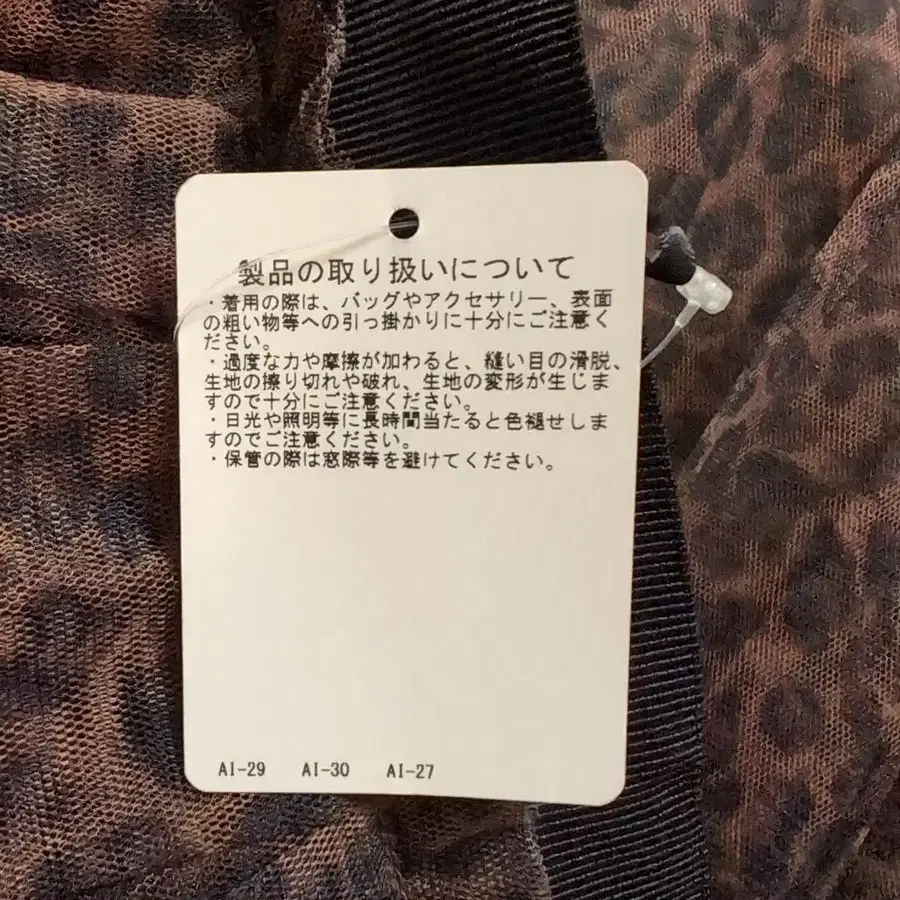 製品の取り扱いについて
・着用の際は、バッグやアクセサリー、表面
の粗い物等への引っ掛かりに十分にご注意く
ださい。
・過度な力や摩擦が加わると、縫い目の滑脱、
生地の擦り切れや破れ、生地の変形が生じま
すので十分にご注意ください。
・日光や照明等に長時間当たると色褪せしま
すのでご注意ください。
・保管の際は窓際等を避けてください。
AI-29 AI-30 AI-27